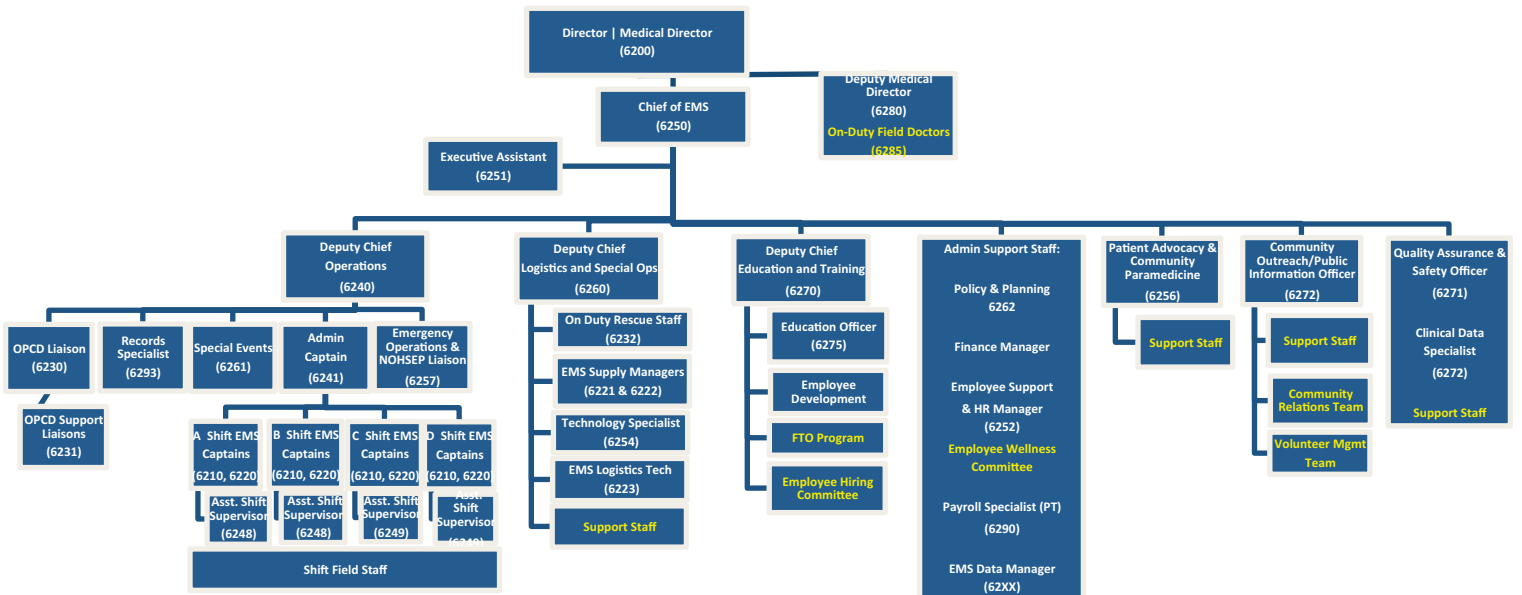 Director | Medical Director
(6200)
Deputy Medical
Director
(6280)
On-Duty Field Doctors
(6285)
Chief of EMS
(6250)
Executive Assistant
(6251)
Deputy Chief
Operations
(6240)
OPCD Liaison
(6230)
OPCD Support
Liaisons
(6231)
Records
Specialist
(6293)
Special Events
(6261)
Admin
Captain
(6241)
Emergency
Operations &
NOHSEP Liaison
(6257)
A Shift EMS
Captains
(6210, 6220)
B Shift EMS
Captains
(6210, 6220)
C Shift EMS
Captains
(6210, 6220)
D Shift EMS
Captains
(6210, 6220)
Asst. Shift
Supervisor
(6248)
Asst. Shift
Supervisor
(6248)
Asst. Shift
Supervisor
(6249)
Asst.
Shift
Supervisor
(6249)
Shift Field Staff
Deputy Chief
Logistics and Special Ops
(6260)
On Duty Rescue Staff
(6232)
EMS Supply Managers
(6221 & 6222)
Technology Specialist
(6254)
EMS Logistics Tech
(6223)
Support Staff
Deputy Chief
Education and Training
(6270)
Education Officer
(6275)
Employee
Development
FTO Program
Employee Hiring
Committee
Admin Support Staff:
Policy & Planning
6262
Finance Manager
Employee Support
& HR Manager
(6252)
Employee Wellness
Committee
Payroll Specialist (PT)
(6290)
EMS Data Manager
(62XX)
Patient Advocacy &
Community
Paramedicine
(6256)
Support Staff
Community
Outreach/Public
Information Officer
(6272)
Support Staff
Community
Relations Team
Volunteer Mgmt
Team
Quality Assurance &
Safety Officer
(6271)
Clinical Data
Specialist
(6272)
Support Staff